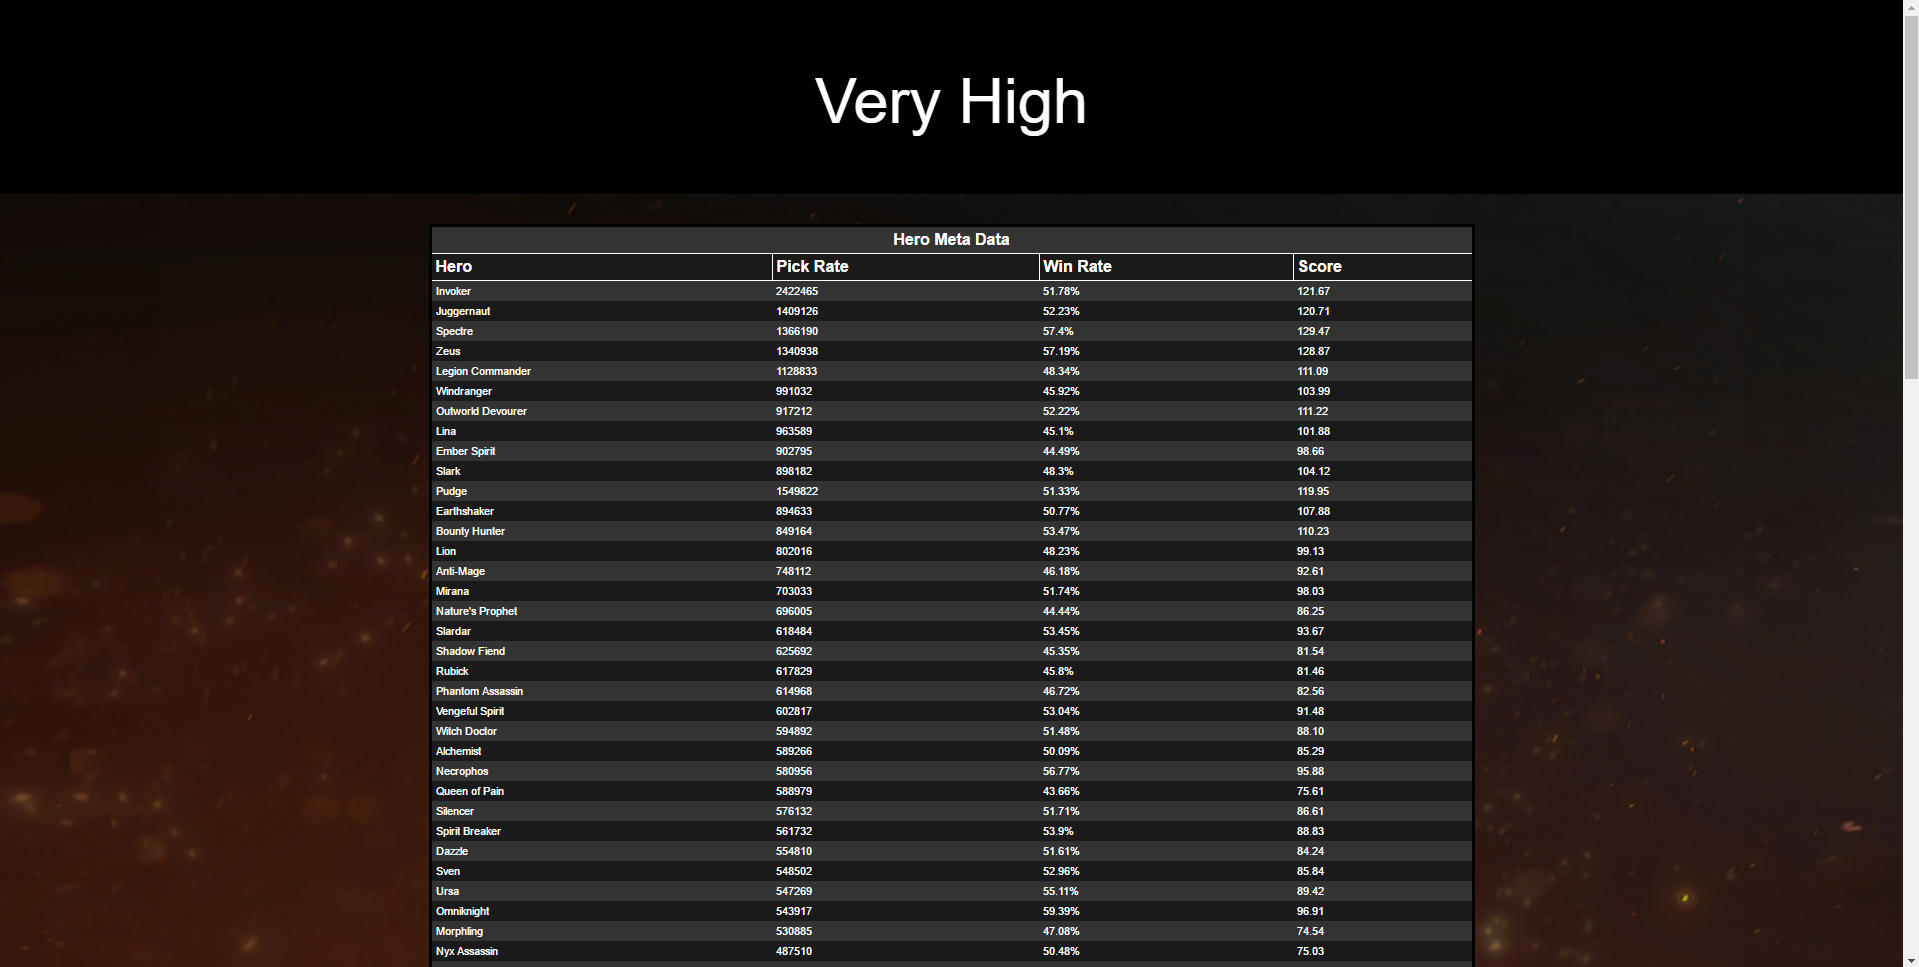 Very High
Hero Meta Data
Hero Pick Rate Win Rate Score
Invoker 2422465 51.78% 121.67
Juggernaut 1409126 52.23% 120.71
Spectre 1366190 57.4% 129.47
Zeus 1340938 57.19% 128.87
Legion Commander 1128833 48.34% 111.09
Windranger 991032 45.92% 103.99
Outworld Devourer 917212 52.22% 111.22
Lina 963589 45.1% 101.88
Ember Spirit 902795 44.49% 98.66
Slark 898182 48.3% 104.12
Pudge 1549822 51.33% 119.95
Earthshaker 894633 50.77% 107.88
Bounty Hunter 849164 53.47% 110.23
Lion 802016 48.23% 99.13
Anti-Mage 748112 46.18% 92.61
Mirana 703033 51.74% 98.03
Nature's Prophet 696005 44.44% 86.25
Slardar 618484 53.45% 93.67
Shadow Fiend 625692 45.35% 81.54
Rubick 617829 45.8% 81.46
Phantom Assassin 614968 46.72% 82.56
Vengeful Spirit 602817 53.04% 91.48
Witch Doctor 594892 51.48% 88.10
Alchemist 589266 50.09% 85.29
Necrophos 580956 56.77% 95.88
Queen of Pain 588979 43.66% 75.61
Silencer 576132 51.71% 86.61
Spirit Breaker 561732 53.9% 88.83
Dazzle 554810 51.61% 84.24
Sven 548502 52.96% 85.84
Ursa 547269 55.11% 89.42
Omniknight 543917 59.39% 96.91
Morphling 530885 47.08% 74.54
Nyx Assassin 487510 50.48% 75.03